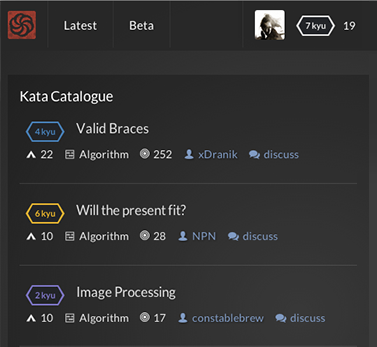 Latest Beta 7 kyu 19
Kata Catalogue
4 kyu Valid Braces
22 Algorithm 252 xDranik discuss
6 kyu Will the present fit?
10 Algorithm 28 NPN discuss
2 kyu Image Processing
10 Algorithm 17 constablebrew discuss